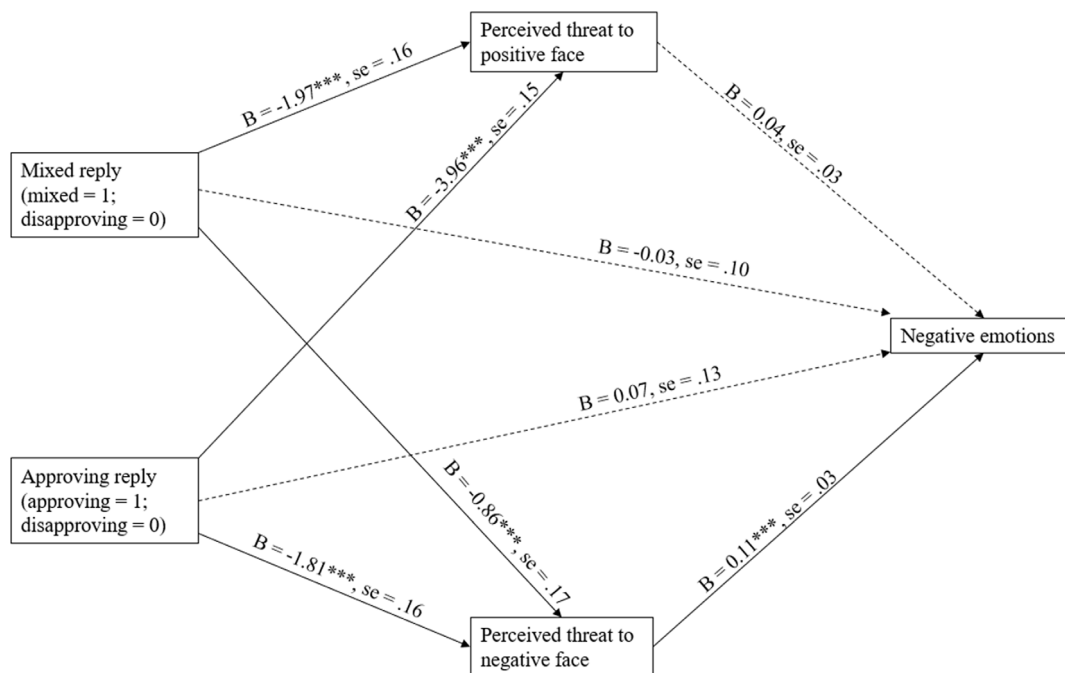 Perceived threat to
positive face
B = -1.97***, se = .16
B = -3.96***, se = .15
B = 0.04, se = .03
Mixed reply
(mixed = 1;
disapproving = 0)
B = -0.03, se = .10
Negative emotions
B = 0.07, se = .13
Approving reply
(approving = 1;
disapproving = 0)
B = -0.86***, se = .17
B = 0.11***, se = .03
B = -1.81***, se = .16
Perceived threat to
negative face